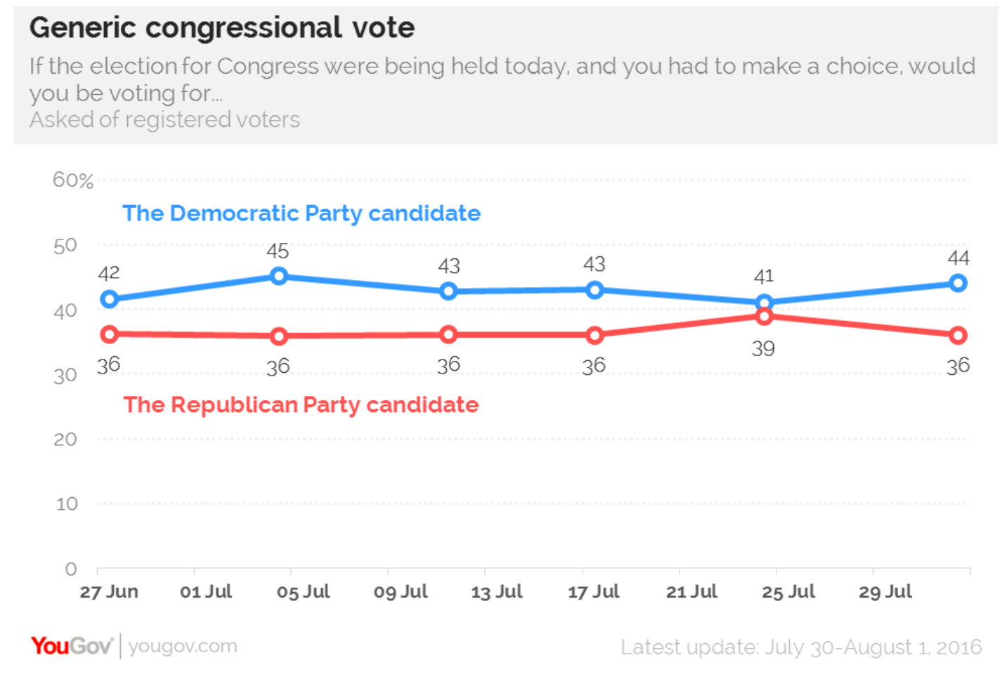 Generic congressional vote
If the election for Congress were being held today, and you had to make a choice, would
you be voting for...
Asked of registered voters
60%
The Democratic Party candidate
50
42
45
43
43
41
44
40
36
36
36
36
39
36
30
The Republican Party candidate
20
10
0
27 Jun 01 Jul 05 Jul 09 Jul 13 Jul 17 Jul 21 Jul 25 Jul 29 Jul
YouGov | yougov.com
Latest update: July 30-August 1, 2016